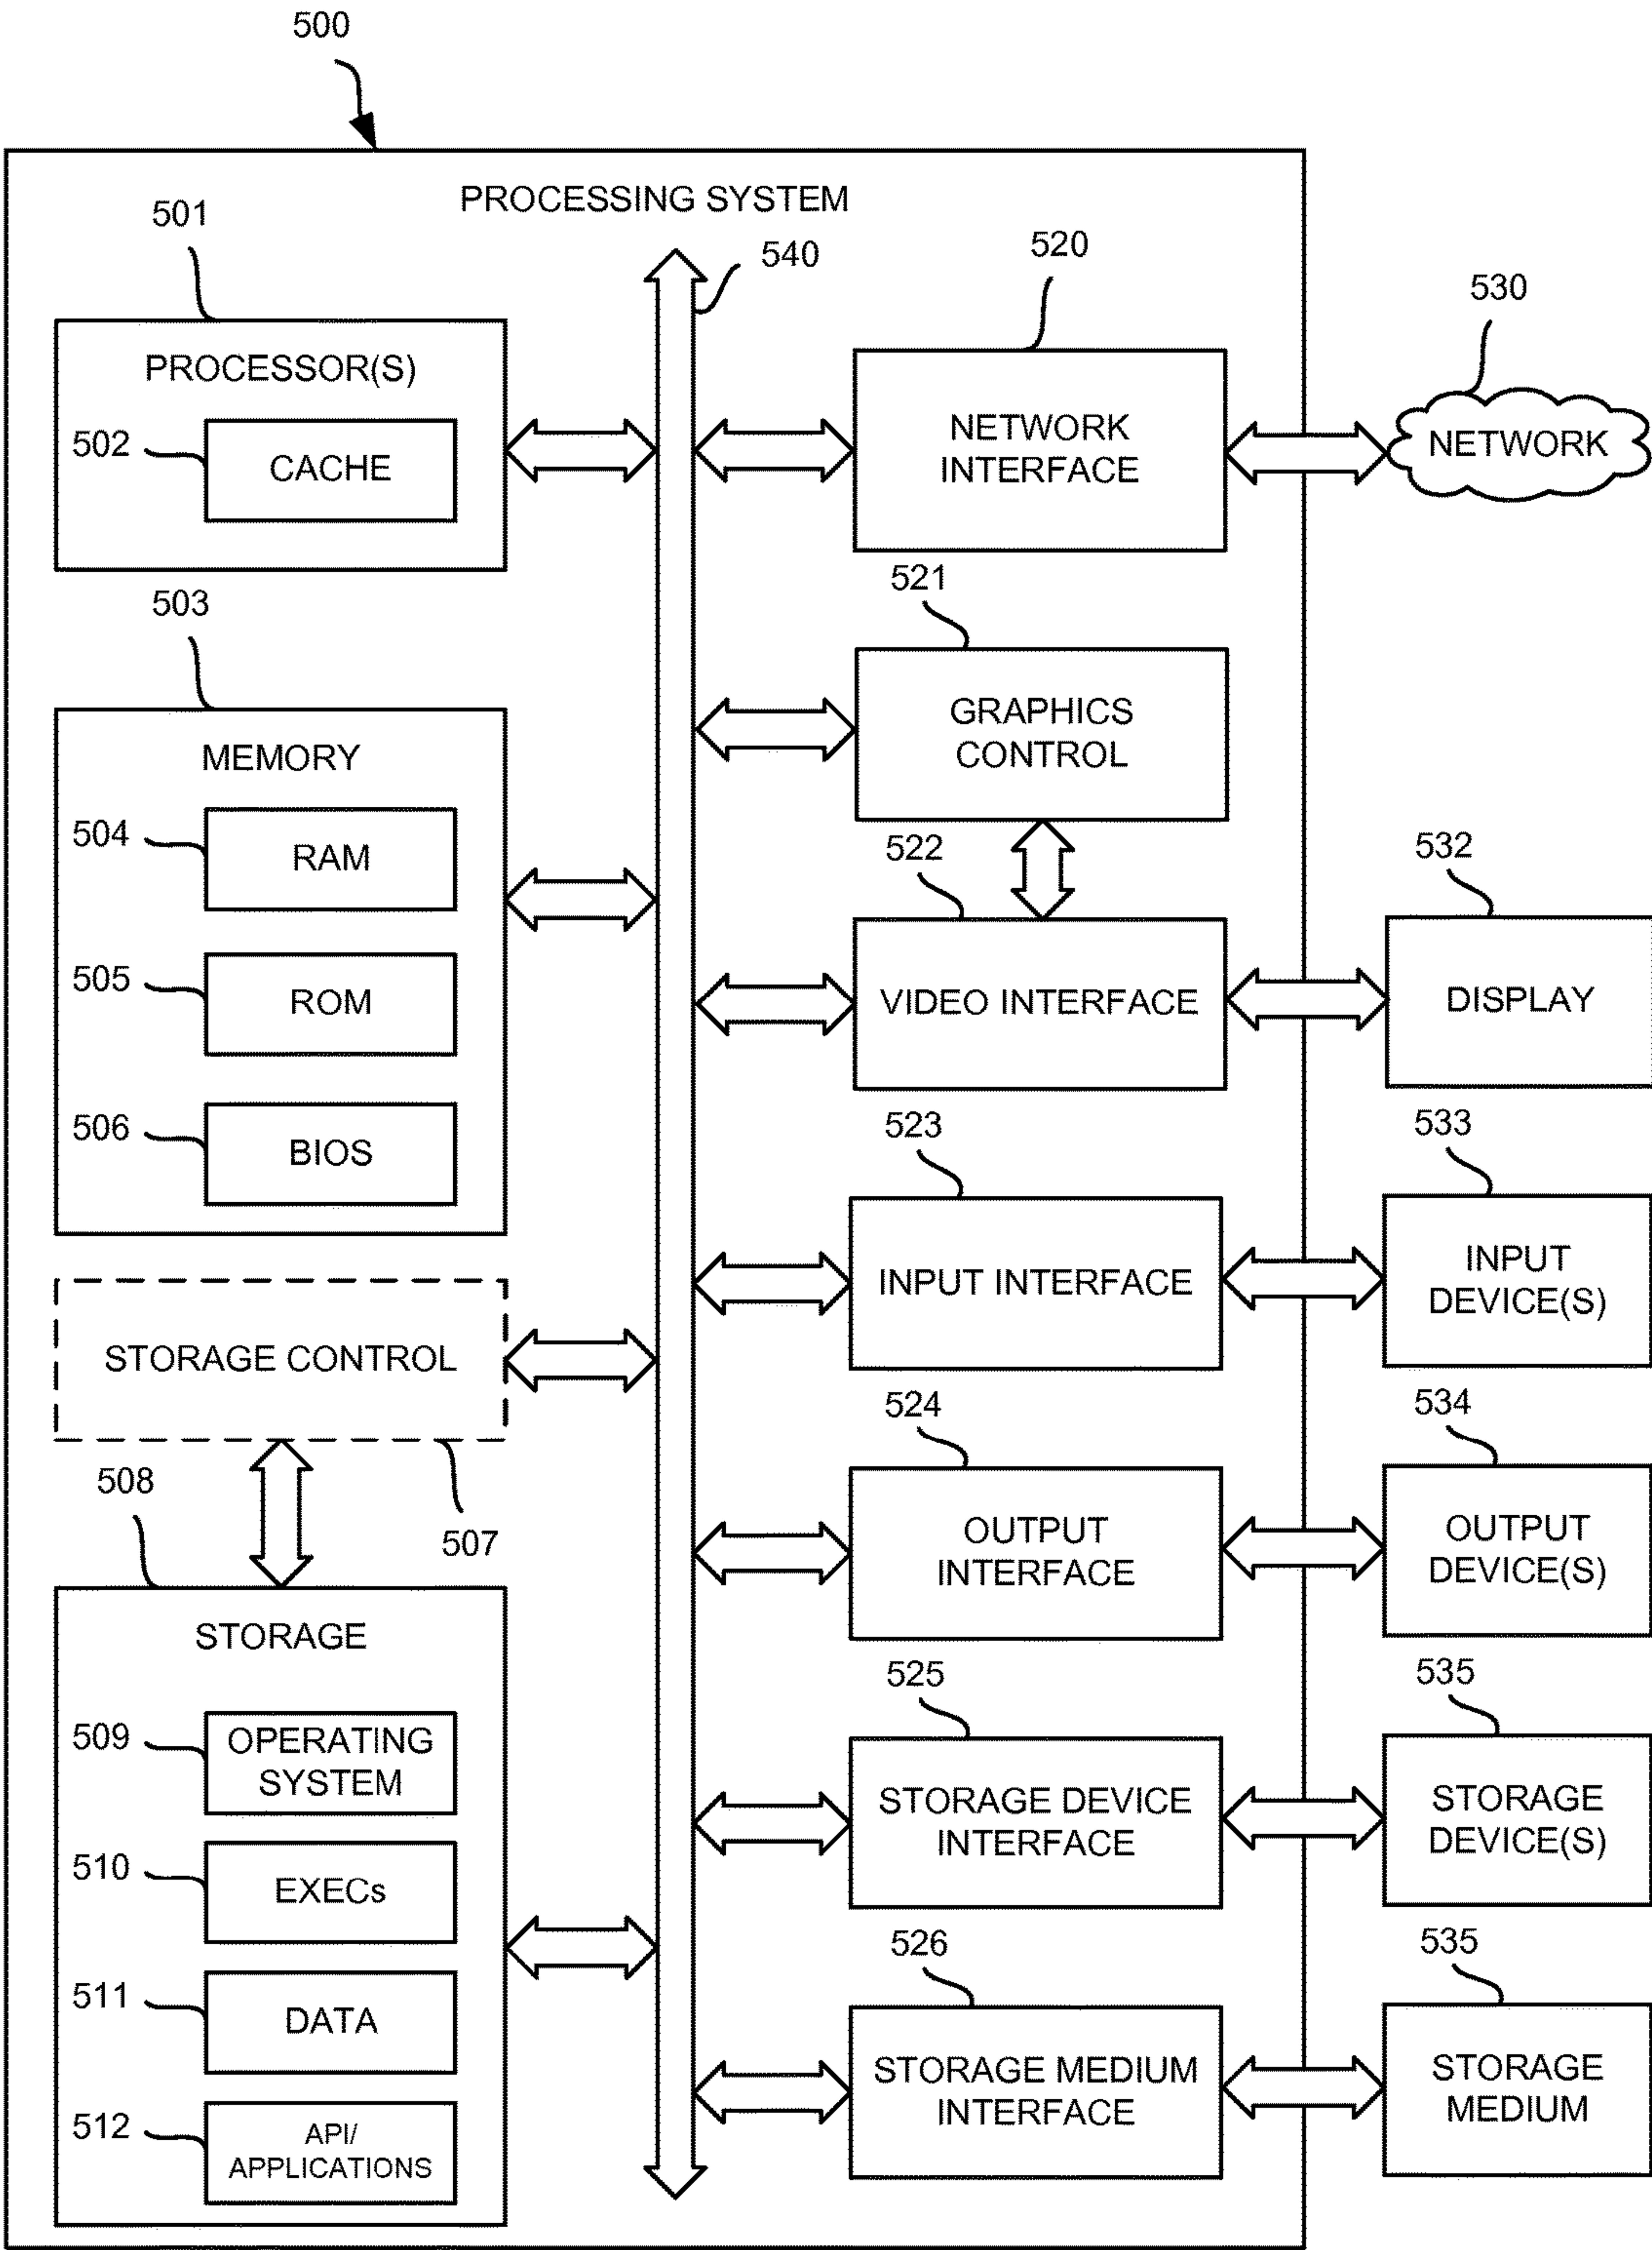 500
PROCESSING SYSTEM
501
540
520
530
PROCESSOR(S)
502
CACHE
NETWORK
INTERFACE
NETWORK
503
521
MEMORY
GRAPHICS
CONTROL
504
RAM
522
532
505
ROM
VIDEO INTERFACE
DISPLAY
506
BIOS
523
533
INPUT INTERFACE
INPUT
DEVICE(S)
STORAGE CONTROL
507
524
534
508
OUTPUT
INTERFACE
OUTPUT
DEVICE(S)
STORAGE
525
535
509
OPERATING
SYSTEM
STORAGE DEVICE
INTERFACE
STORAGE
DEVICE(S)
510
EXECs
526
535
511
DATA
STORAGE MEDIUM
INTERFACE
STORAGE
MEDIUM
512
API/
APPLICATIONS